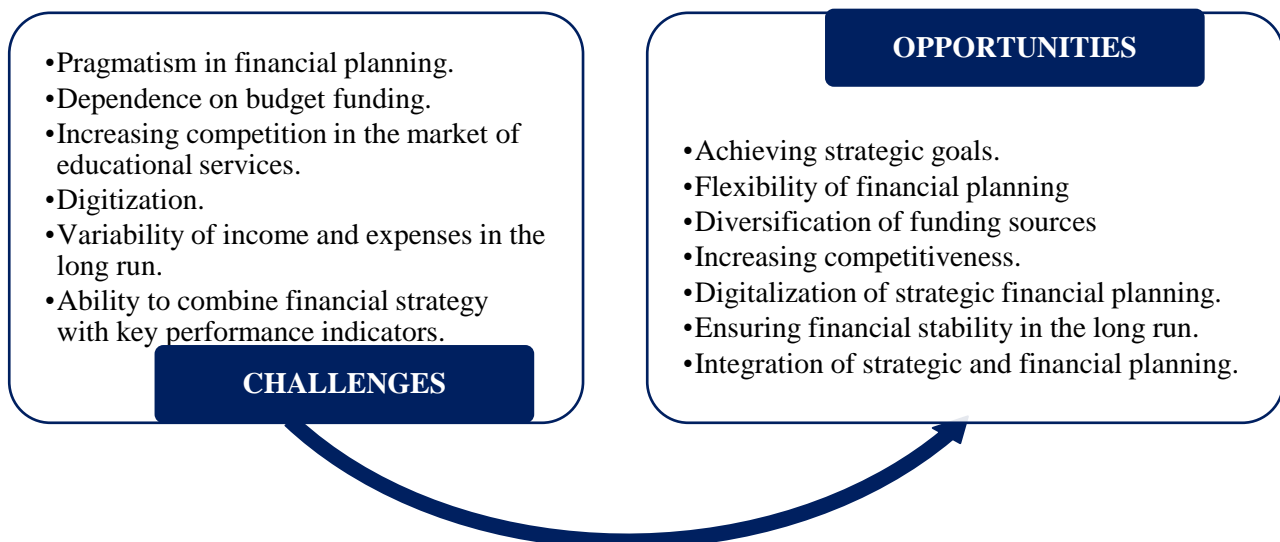 •Pragmatism in financial planning.
•Dependence on budget funding.
•Increasing competition in the market of
educational services.
•Digitization.
•Variability of income and expenses in the
long run.
•Ability to combine financial strategy
with key performance indicators.
CHALLENGES
OPPORTUNITIES
•Achieving strategic goals.
•Flexibility of financial planning
•Diversification of funding sources
•Increasing competitiveness.
•Digitalization of strategic financial planning.
•Ensuring financial stability in the long run.
•Integration of strategic and financial planning.